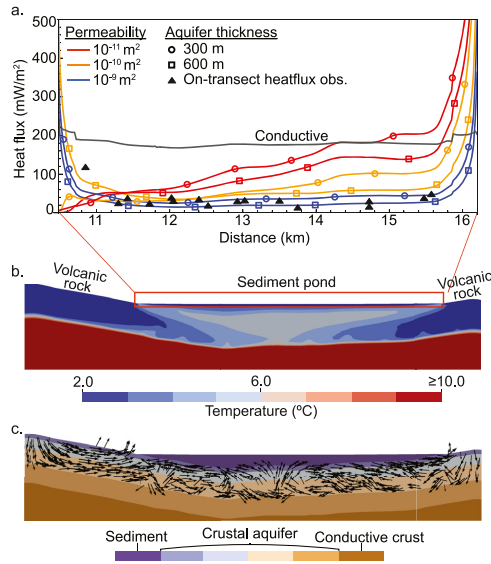 a.
Permeability Aquifer thickness
10⁻¹¹ m² 300 m
10⁻¹⁰ m² 600 m
10⁻⁹ m² On-transect heatflux obs.
Heat flux (mW/m²)
500
400
300
200
100
0
Conductive
11 12 13 14 15 16
Distance (km)
b.
Volcanic rock
Sediment pond
Volcanic rock
2.0 6.0 ≥10.0
Temperature (ºC)
c.
Crustal aquifer
Sediment Conductive crust